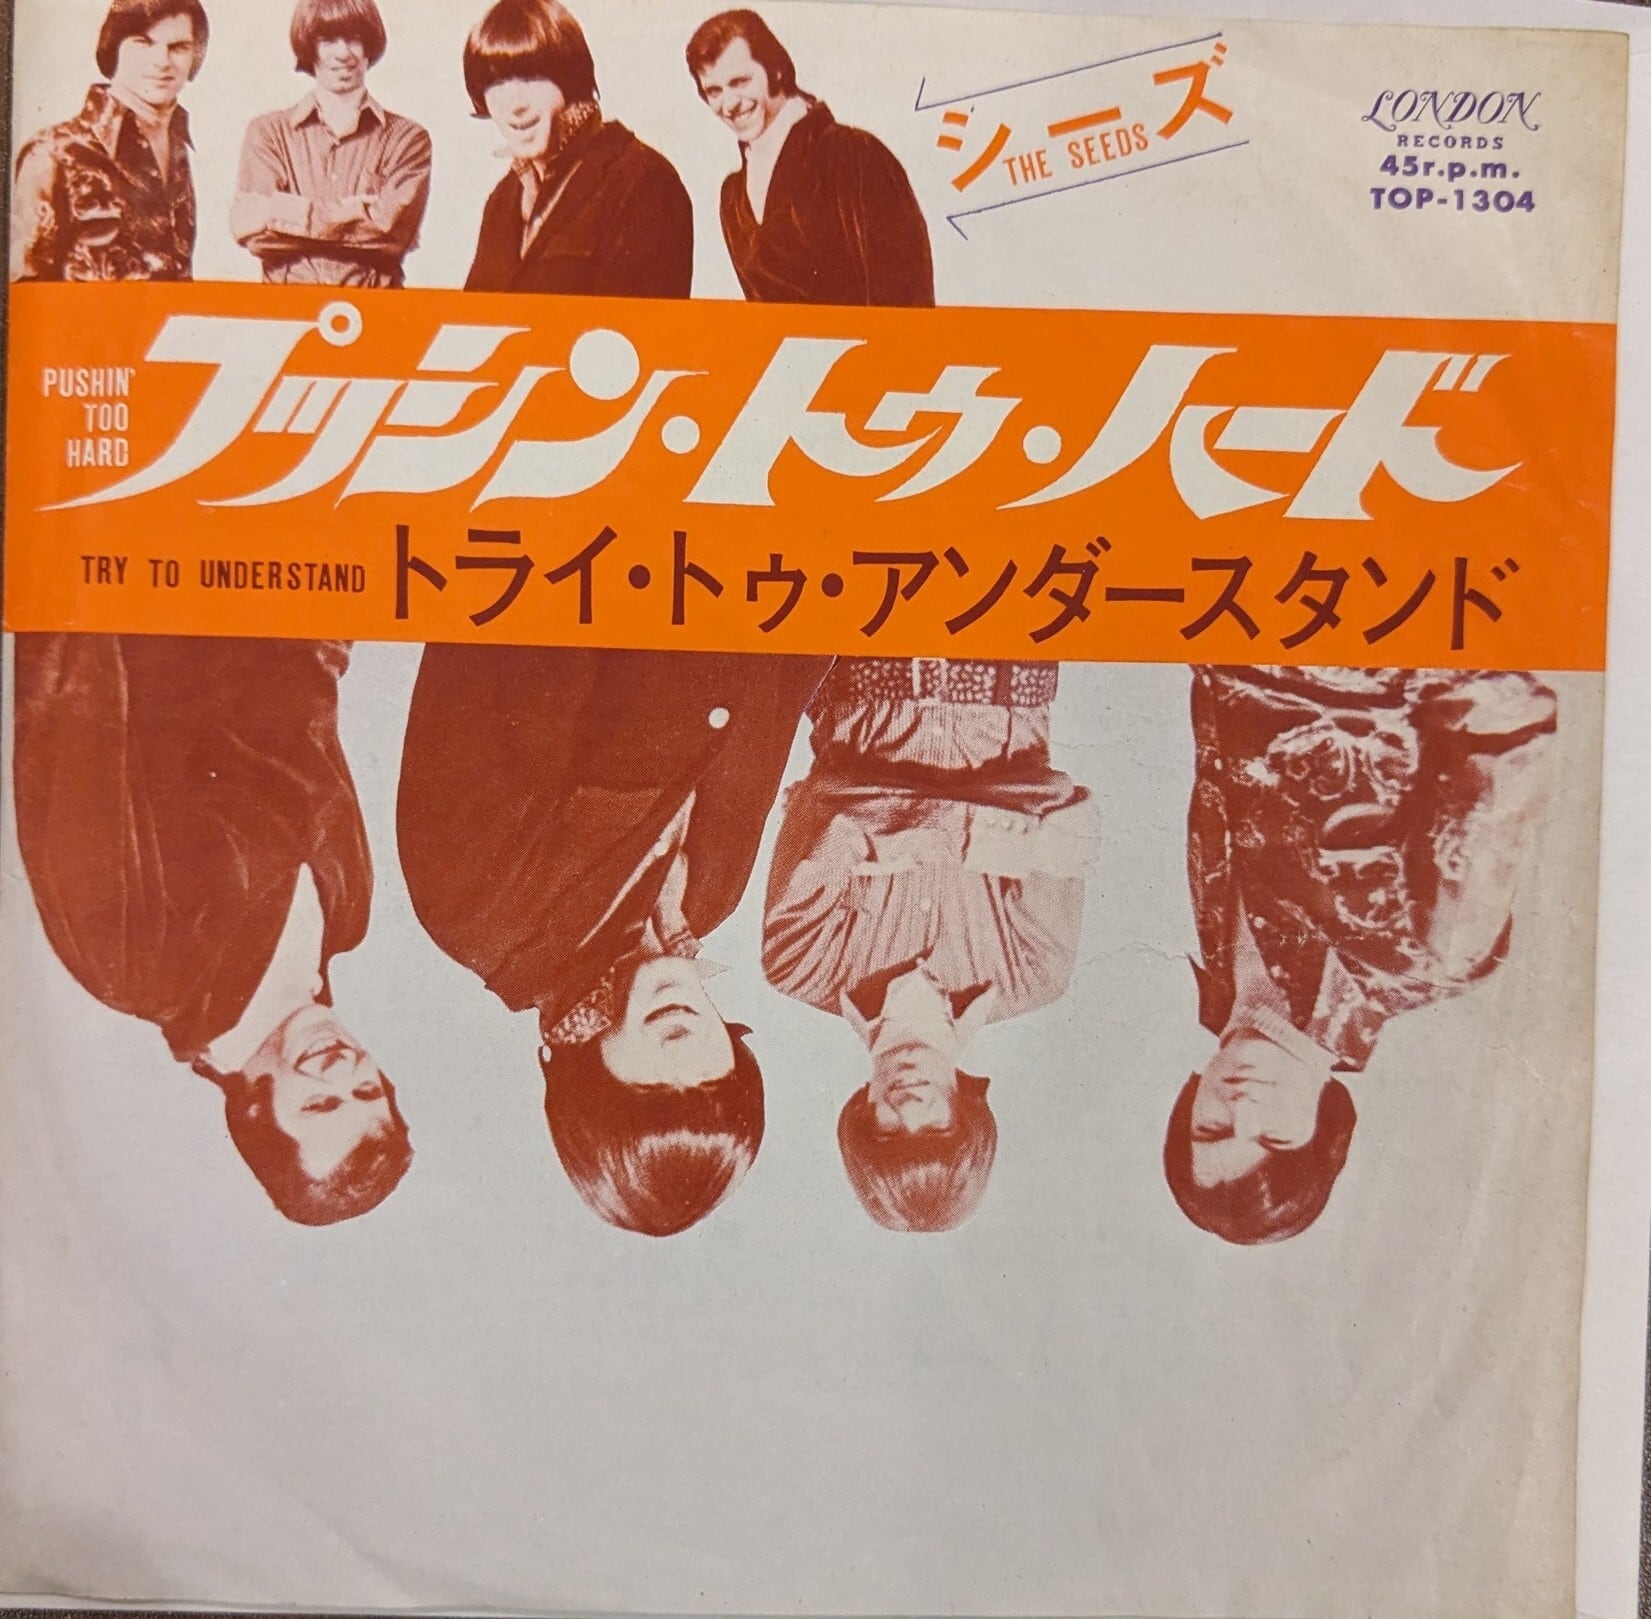 シーズ
THE SEEDS
LONDON
RECORDS
45r.p.m.
TOP-1304
PUSHIN'
TOO
HARD
プッシン・トゥ・ハード
TRY TO UNDERSTAND
トライ・トゥ・アンダースタンド